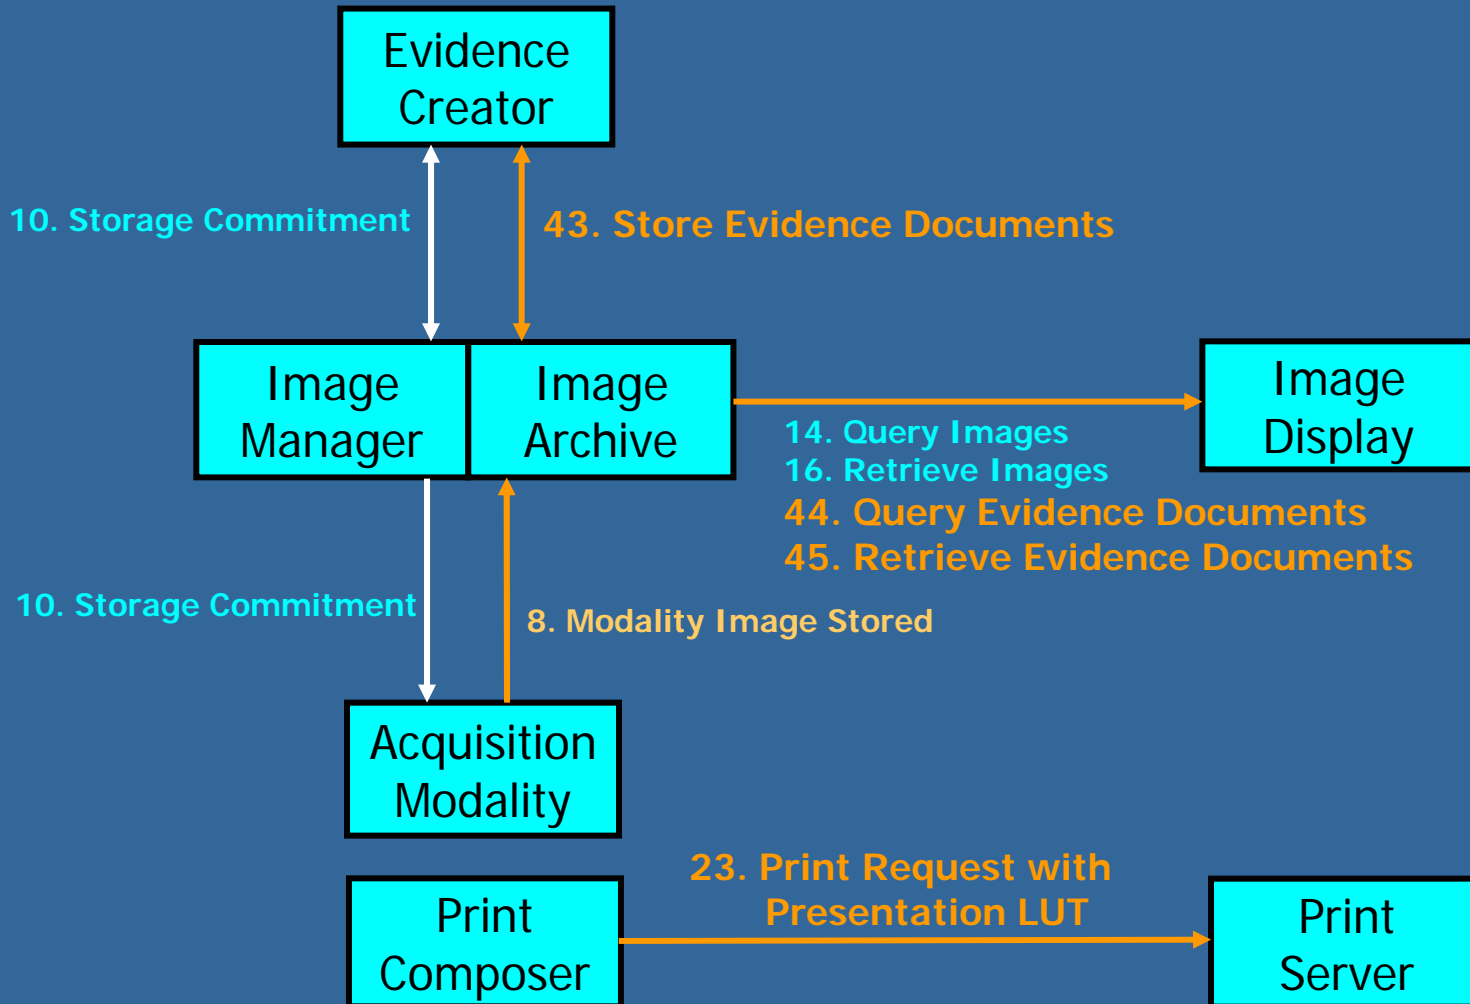 Evidence
Creator
10. Storage Commitment
43. Store Evidence Documents
Image
Manager
Image
Archive
Image
Display
14. Query Images
16. Retrieve Images
44. Query Evidence Documents
45. Retrieve Evidence Documents
10. Storage Commitment
8. Modality Image Stored
Acquisition
Modality
23. Print Request with
Presentation LUT
Print
Composer
Print
Server